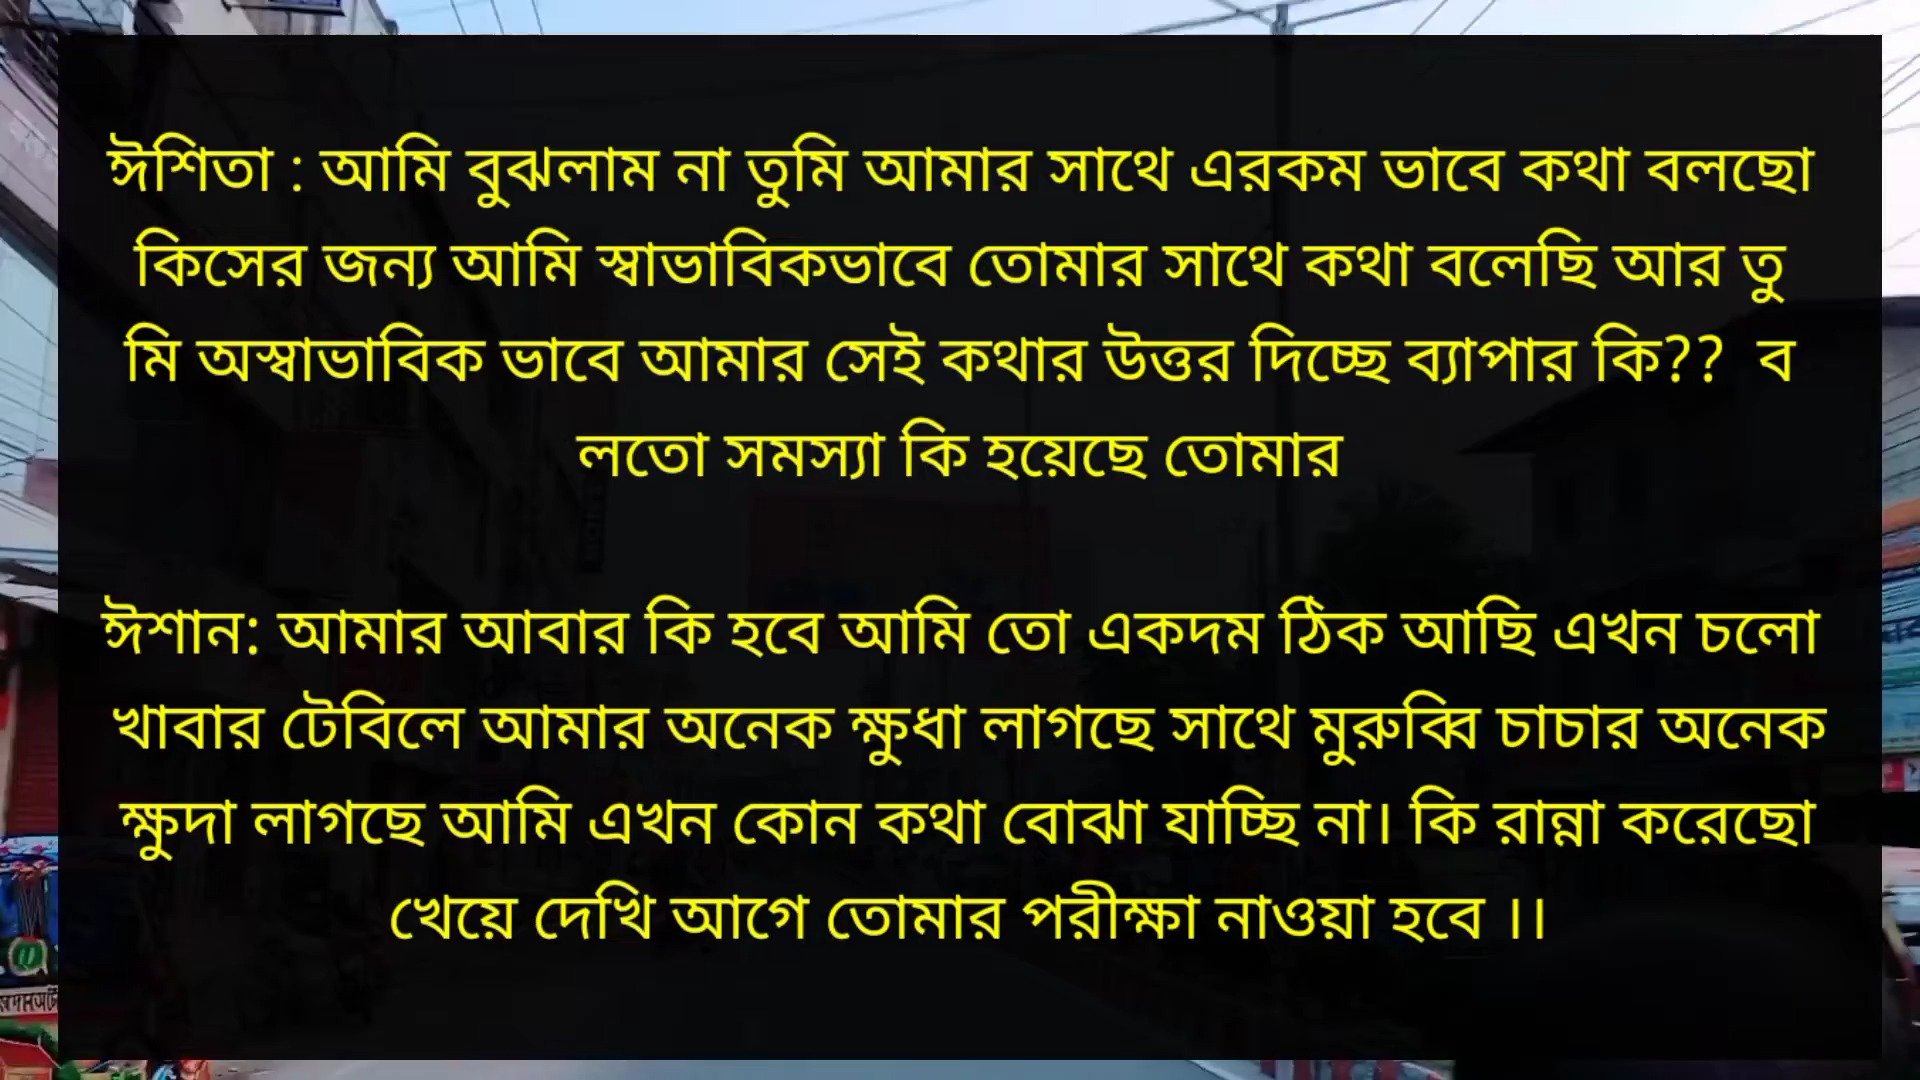 ঈশিতা : আমি বুঝলাম না তুমি আমার সাথে এরকম ভাবে কথা বলছো
কিসের জন্য আমি স্বাভাবিকভাবে তোমার সাথে কথা বলেছি আর তু
মি অস্বাভাবিক ভাবে আমার সেই কথার উত্তর দিচ্ছে ব্যাপার কি?? ব
লতো সমস্যা কি হয়েছে তোমার
ঈশান: আমার আবার কি হবে আমি তো একদম ঠিক আছি এখন চলো
খাবার টেবিলে আমার অনেক ক্ষুধা লাগছে সাথে মুরুব্বি চাচার অনেক
ক্ষুদা লাগছে আমি এখন কোন কথা বোঝা যাচ্ছি না। কি রান্না করেছো
খেয়ে দেখি আগে তোমার পরীক্ষা নাওয়া হবে ।।